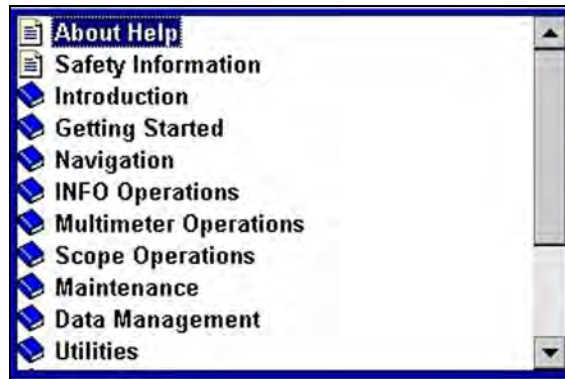 About Help
Safety Information
Introduction
Getting Started
Navigation
INFO Operations
Multimeter Operations
Scope Operations
Maintenance
Data Management
Utilities